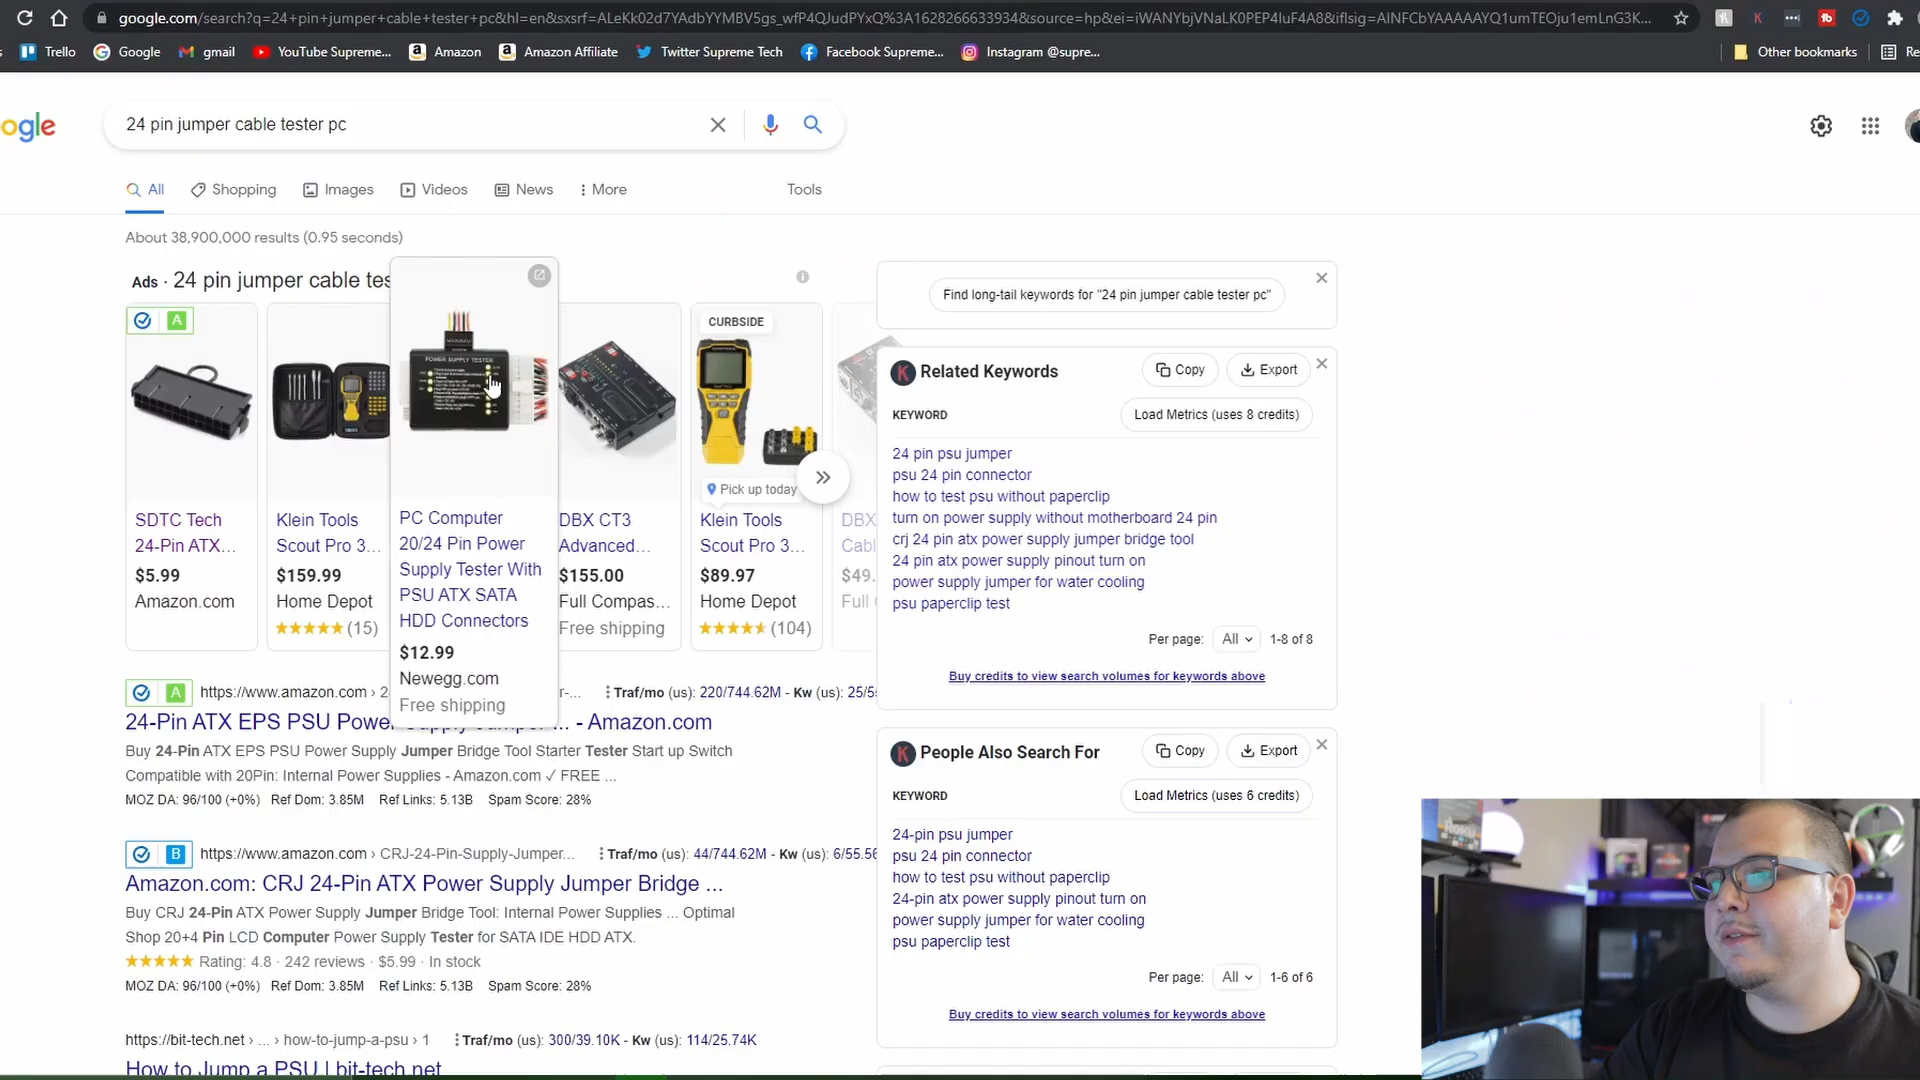 google.com/search?q=24+pin+jumper+cable+tester+pc&hl=en&sxsrf=ALeKk02d7YAdbYYMBV5gs_wfP4QJudPYxQ%3A1628266633934&source=hp&ei=iWANYbjVNaLK0PEP4IuF4A8&iflsig=AINFCbYAAAAAYQ1umTEOju1emLnG3K...
Trello Google gmail YouTube Supreme... Amazon Amazon Affiliate Twitter Supreme Tech Facebook Supreme... Instagram @supre... Other bookmarks Re
ogle
24 pin jumper cable tester pc
All Shopping Images Videos News More Tools
About 38,900,000 results (0.95 seconds)
Ads · 24 pin jumper cable tes
A
SDTC Tech
24-Pin ATX...
$5.99
Amazon.com
Klein Tools
Scout Pro 3...
$159.99
Home Depot
(15)
POWER SUPPLY TESTER
PC Computer
20/24 Pin Power
Supply Tester With
PSU ATX SATA
HDD Connectors
$12.99
Newegg.com
Free shipping
DBX CT3
Advanced...
$155.00
Full Compas...
Free shipping
CURBSIDE
Pick up today
Klein Tools
Scout Pro 3...
$89.97
Home Depot
(104)
DBX
Cabl
$49.
Full
A https://www.amazon.com › 2 r-... Traf/mo (us): 220/744.62M - Kw (us): 25/5
24-Pin ATX EPS PSU Power Supply Jumper ... - Amazon.com
Buy 24-Pin ATX EPS PSU Power Supply Jumper Bridge Tool Starter Tester Start up Switch
Compatible with 20Pin: Internal Power Supplies - Amazon.com ✓ FREE ...
MOZ DA: 96/100 (+0%) Ref Dom: 3.85M Ref Links: 5.13B Spam Score: 28%
B https://www.amazon.com › CRJ-24-Pin-Supply-Jumper... Traf/mo (us): 44/744.62M - Kw (us): 6/55.56
Amazon.com: CRJ 24-Pin ATX Power Supply Jumper Bridge ...
Buy CRJ 24-Pin ATX Power Supply Jumper Bridge Tool: Internal Power Supplies ... Optimal
Shop 20+4 Pin LCD Computer Power Supply Tester for SATA IDE HDD ATX.
Rating: 4.8 · 242 reviews · $5.99 · In stock
MOZ DA: 96/100 (+0%) Ref Dom: 3.85M Ref Links: 5.13B Spam Score: 28%
https://bit-tech.net › ... › how-to-jump-a-psu › 1 Traf/mo (us): 300/39.10K - Kw (us): 114/25.74K
How to Jump a PSU | bit-tech.net
Find long-tail keywords for "24 pin jumper cable tester pc"
K Related Keywords Copy Export
KEYWORD Load Metrics (uses 8 credits)
24 pin psu jumper
psu 24 pin connector
how to test psu without paperclip
turn on power supply without motherboard 24 pin
crj 24 pin atx power supply jumper bridge tool
24 pin atx power supply pinout turn on
power supply jumper for water cooling
psu paperclip test
Per page: All 1-8 of 8
Buy credits to view search volumes for keywords above
K People Also Search For Copy Export
KEYWORD Load Metrics (uses 6 credits)
24-pin psu jumper
psu 24 pin connector
how to test psu without paperclip
24-pin atx power supply pinout turn on
power supply jumper for water cooling
psu paperclip test
Per page: All 1-6 of 6
Buy credits to view search volumes for keywords above